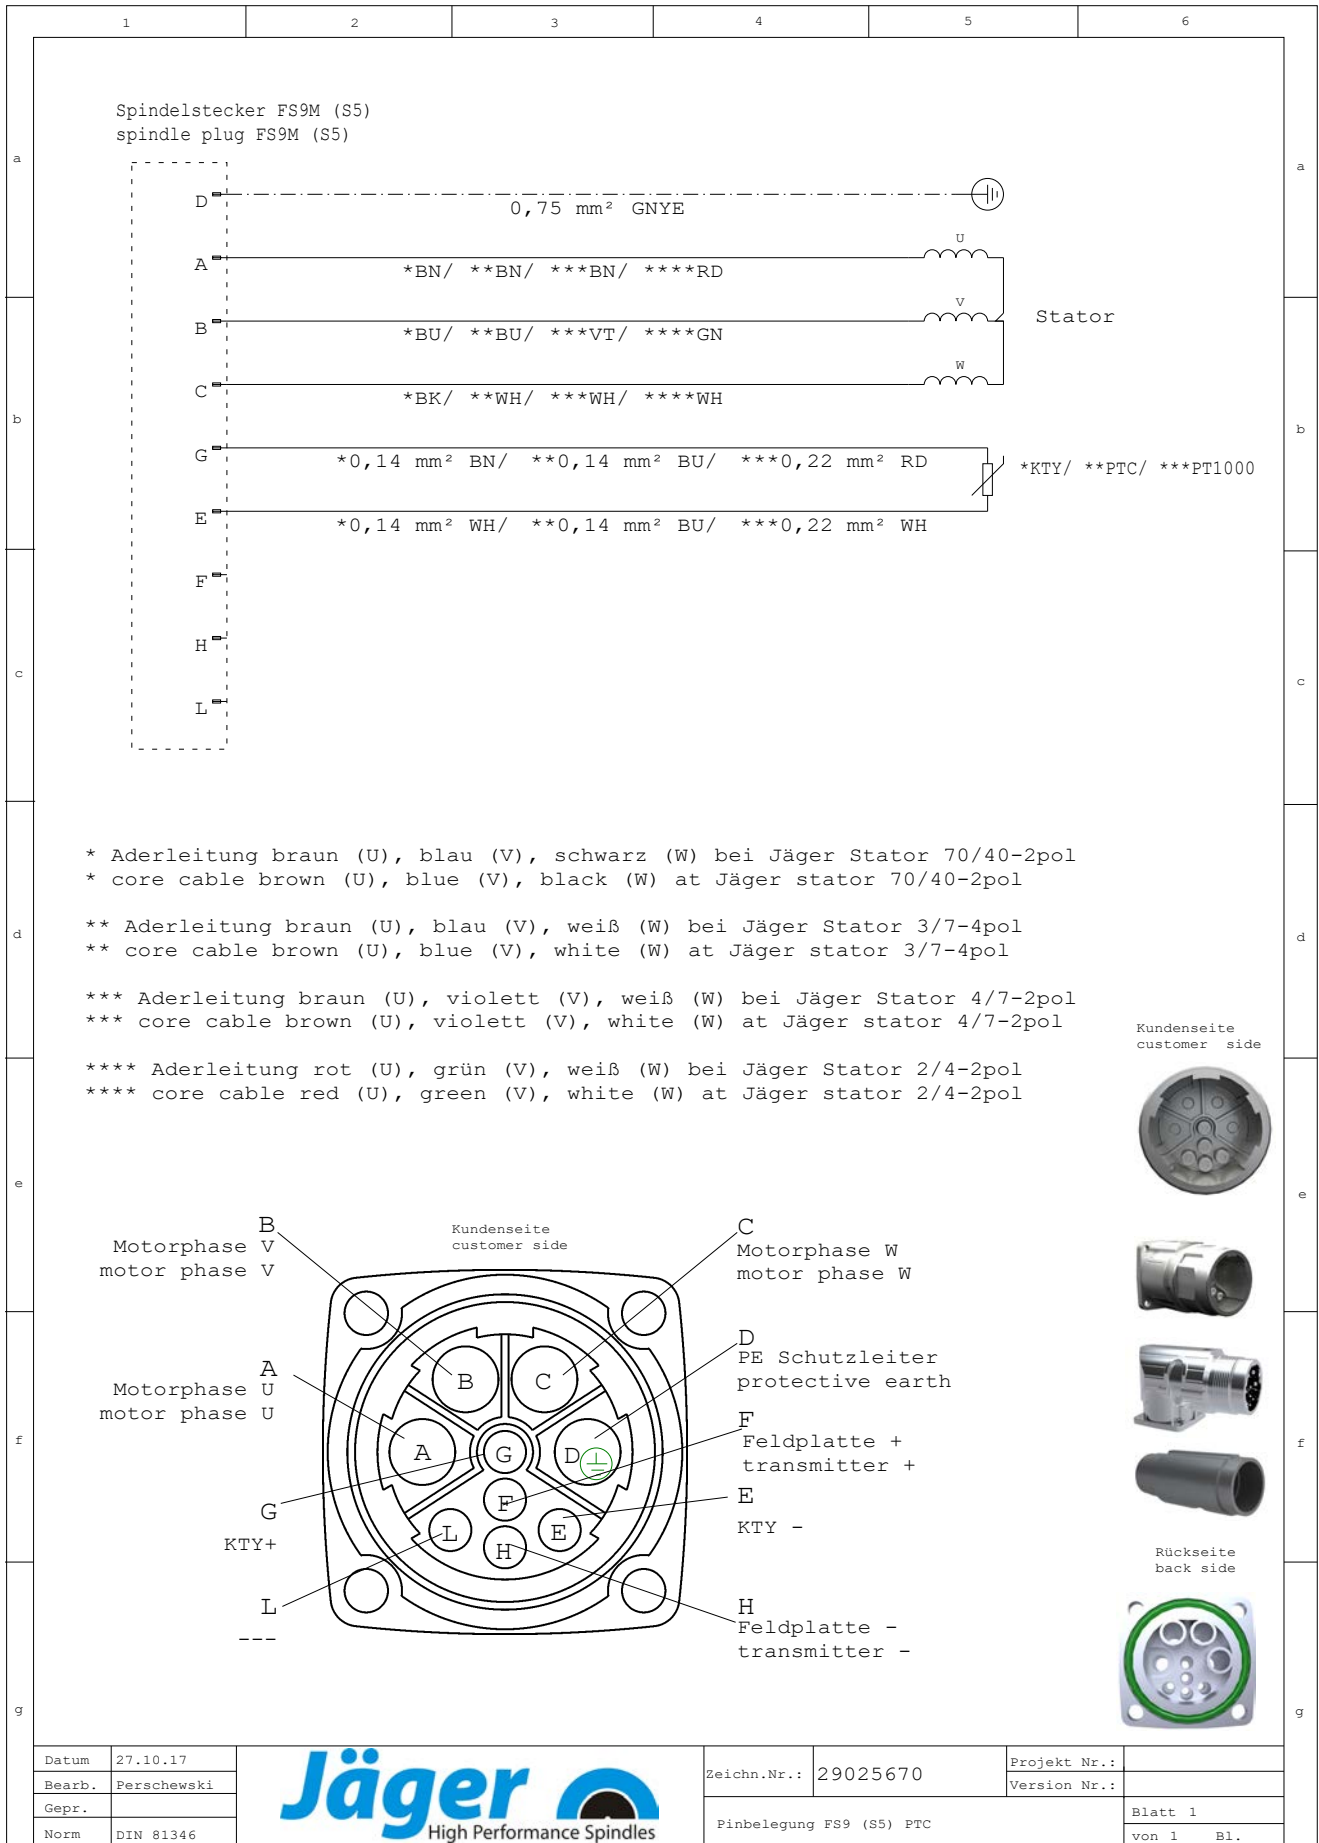 1 2 3 4 5 6
Spindelstecker FS9M (S5)
spindle plug FS9M (S5)
a a
D
0,75 mm² GNYE
U
A
*BN/ **BN/ ***BN/ ****RD
V
Stator
B
*BU/ **BU/ ***VT/ ****GN
W
C
*BK/ **WH/ ***WH/ ****WH
b b
G
*0,14 mm² BN/ **0,14 mm² BU/ ***0,22 mm² RD
*KTY/ **PTC/ ***PT1000
E
*0,14 mm² WH/ **0,14 mm² BU/ ***0,22 mm² WH
F
H
c c
L
* Aderleitung braun (U), blau (V), schwarz (W) bei Jäger Stator 70/40-2pol
* core cable brown (U), blue (V), black (W) at Jäger stator 70/40-2pol
d d
** Aderleitung braun (U), blau (V), weiß (W) bei Jäger Stator 3/7-4pol
** core cable brown (U), blue (V), white (W) at Jäger stator 3/7-4pol
*** Aderleitung braun (U), violett (V), weiß (W) bei Jäger Stator 4/7-2pol
*** core cable brown (U), violett (V), white (W) at Jäger stator 4/7-2pol
**** Aderleitung rot (U), grün (V), weiß (W) bei Jäger Stator 2/4-2pol
**** core cable red (U), green (V), white (W) at Jäger stator 2/4-2pol
Kundenseite
customer side
e e
B
Motorphase V
motor phase V
Kundenseite
customer side
C
Motorphase W
motor phase W
A
Motorphase U
motor phase U
D
PE Schutzleiter
protective earth
F
Feldplatte +
transmitter +
f f
B C
A G D
F
L E
H
G
KTY+
E
KTY -
L
---
H
Feldplatte -
transmitter -
Rückseite
back side
g g
Datum 27.10.17
Bearb. Perschewski
Gepr.
Norm DIN 81346
Jäger
High Performance Spindles
Zeichn.Nr.: 29025670
Pinbelegung FS9 (S5) PTC
Projekt Nr.:
Version Nr.:
Blatt 1
von 1 Bl.